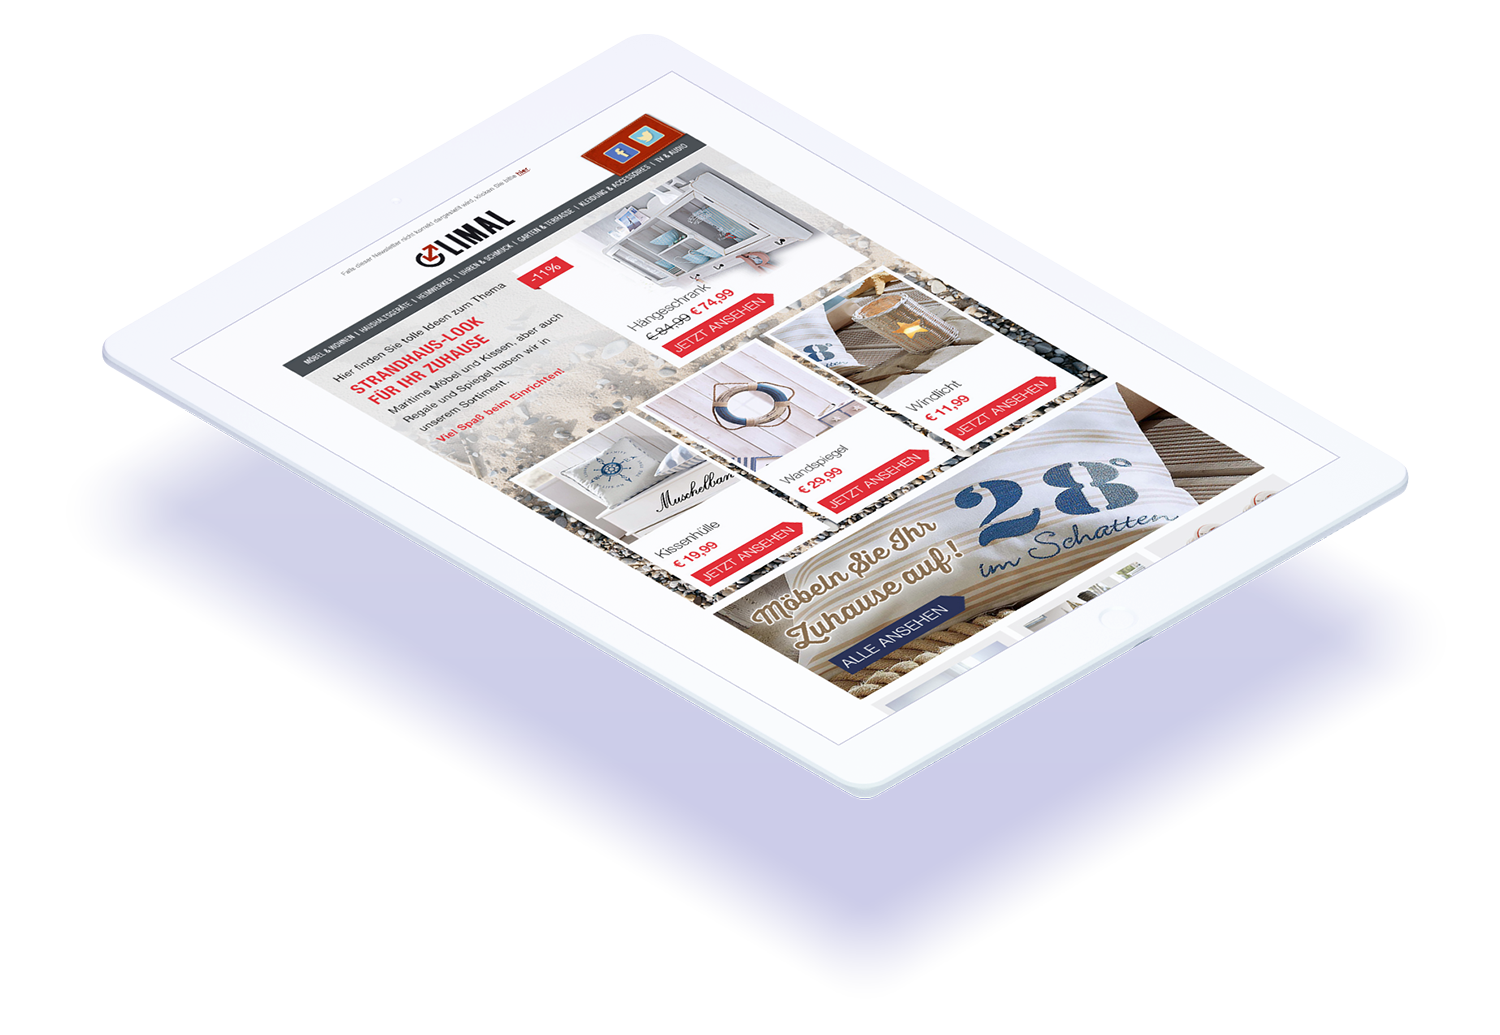 Falls dieser Newsletter nicht korrekt dargestellt wird, klicken Sie bitte hier.
LIMAL
MÖBEL & WOHNEN | HAUSHALTSGERÄTE | HEIMWERKER | UHREN & SCHMUCK | GARTEN & TERRASSE | KLEIDUNG & ACCESSOIRES | TV & AUDIO
Hier finden Sie tolle Ideen zum Thema
STRANDHAUS-LOOK
FÜR IHR ZUHAUSE
Maritime Möbel und Kissen, aber auch
Regale und Spiegel haben wir in
unserem Sortiment.
Viel Spaß beim Einrichten!
-11%
Hängeschrank
€ 84,99 € 74,99
JETZT ANSEHEN
Muschelban
Kissenhülle
€ 19,99
JETZT ANSEHEN
Wandspiegel
€ 29,99
JETZT ANSEHEN
28°
im Schatten
Windlicht
€ 11,99
JETZT ANSEHEN
Möbeln Sie Ihr
Zuhause auf!
ALLE ANSEHEN
28°
im Schatten